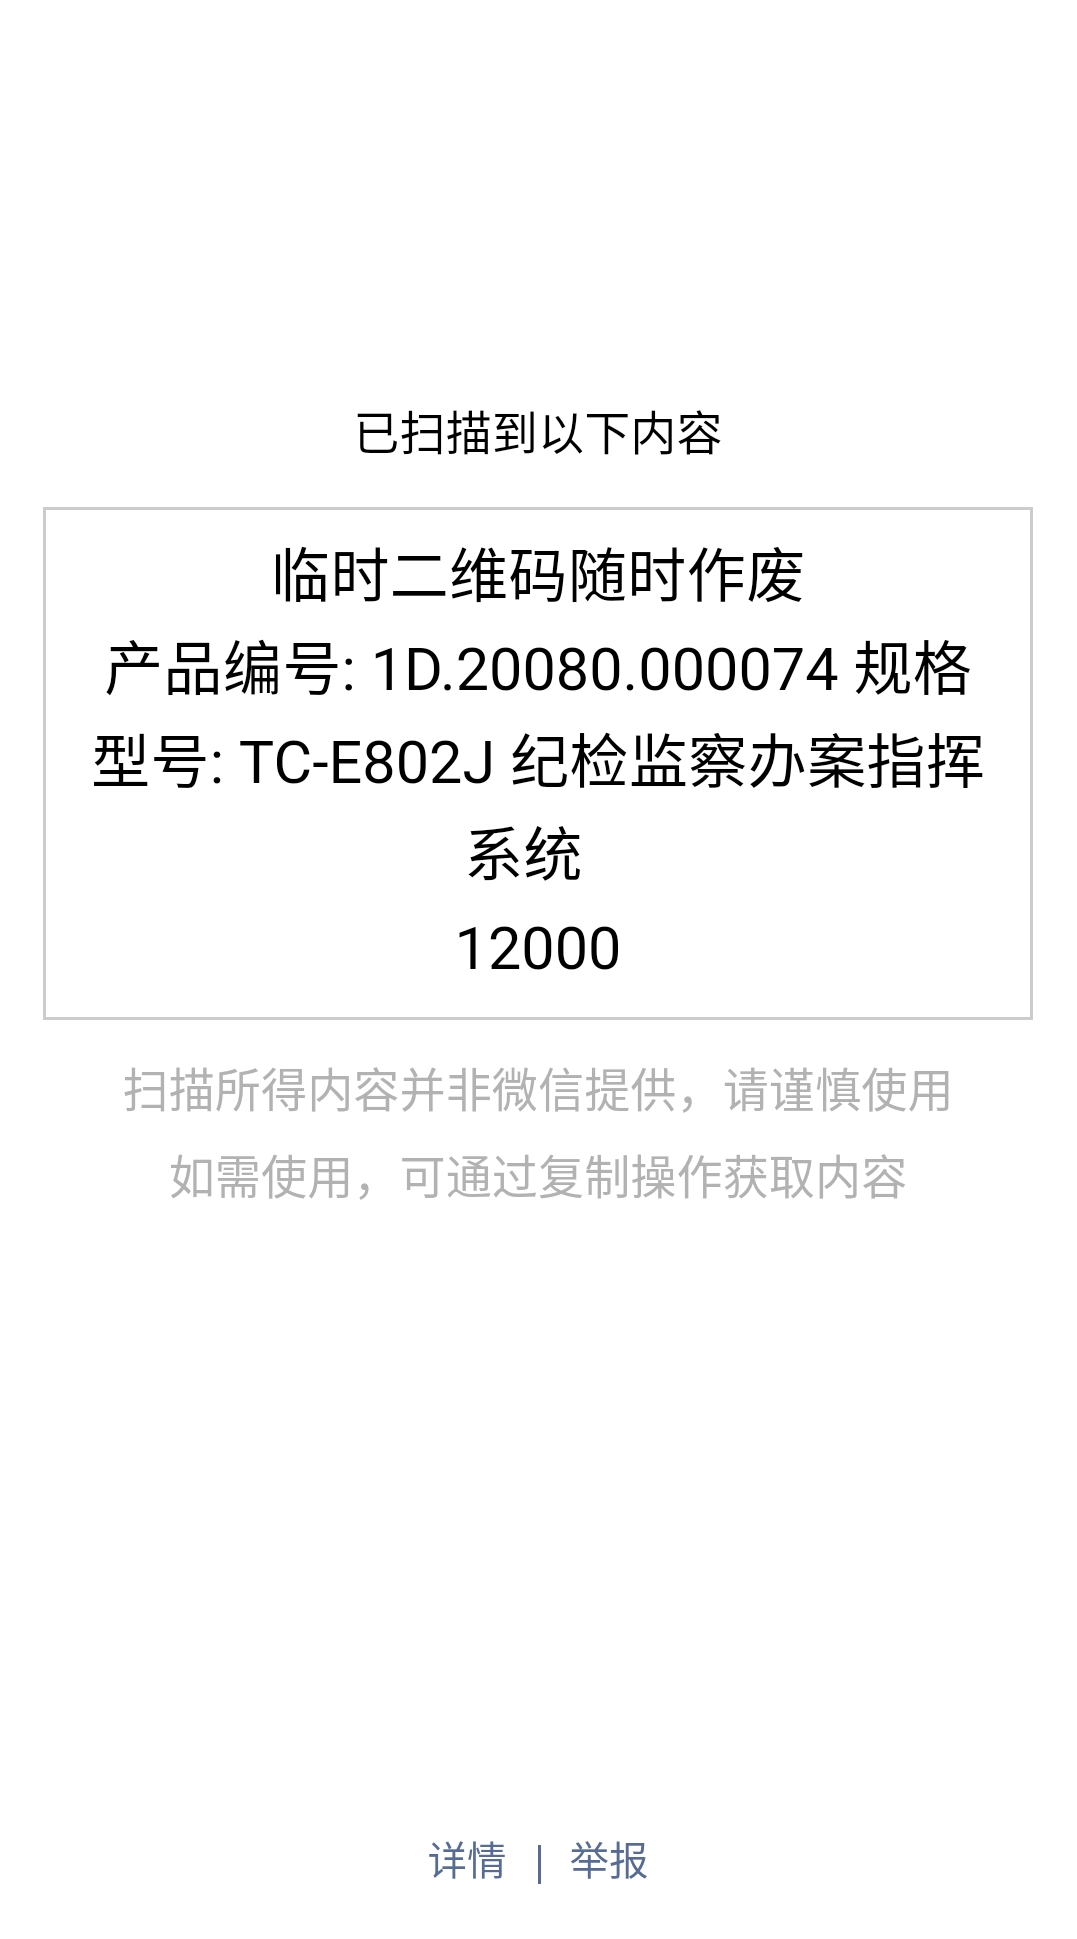 已扫描到以下内容
临时二维码随时作废
产品编号: 1D.20080.000074 规格
型号: TC-E802J 纪检监察办案指挥
系统
12000
扫描所得内容并非微信提供，请谨慎使用
如需使用，可通过复制操作获取内容
详情 | 举报